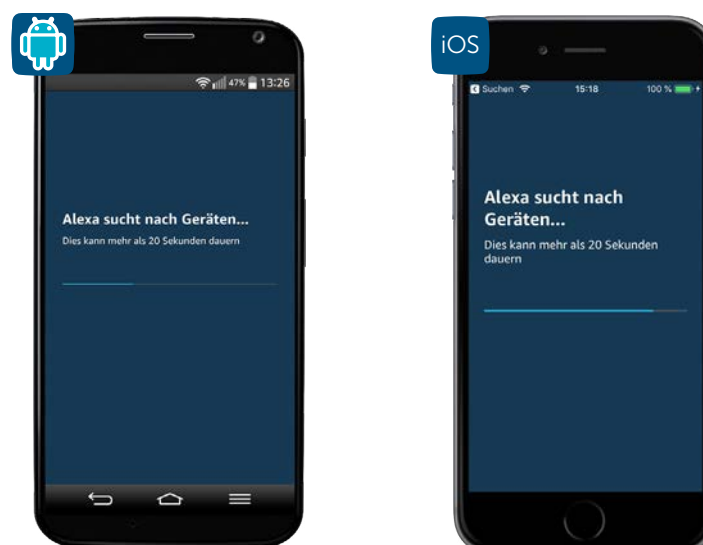 47% 13:26
Alexa sucht nach Geräten...
Dies kann mehr als 20 Sekunden dauern
iOS
Suchen 15:18 100 %
Alexa sucht nach
Geräten...
Dies kann mehr als 20 Sekunden
dauern